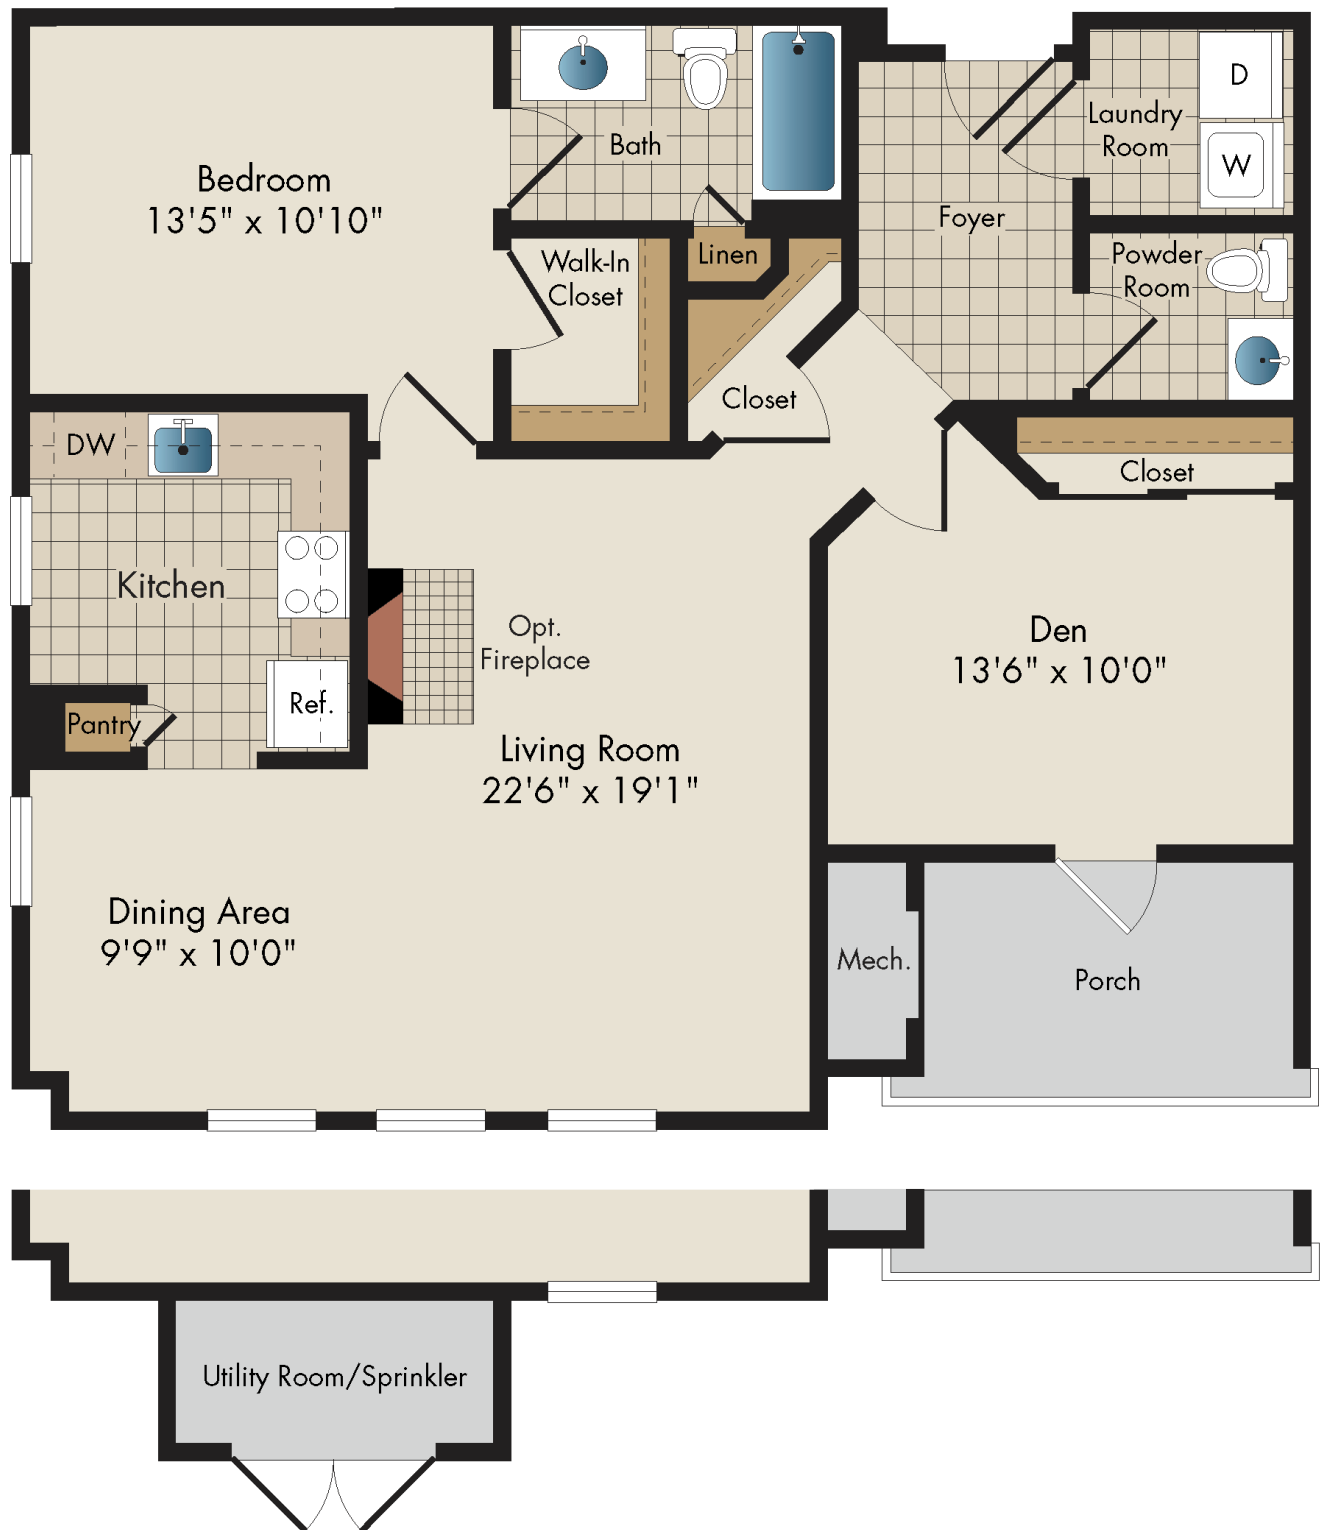 Bedroom
13'5" x 10'10"
Bath
D
W
Laundry
Room
Foyer
Powder
Room
Linen
Walk-In
Closet
Closet
Closet
DW
Kitchen
Ref.
Pantry
Opt.
Fireplace
Living Room
22'6" x 19'1"
Den
13'6" x 10'0"
Dining Area
9'9" x 10'0"
Mech.
Porch
Utility Room/Sprinkler